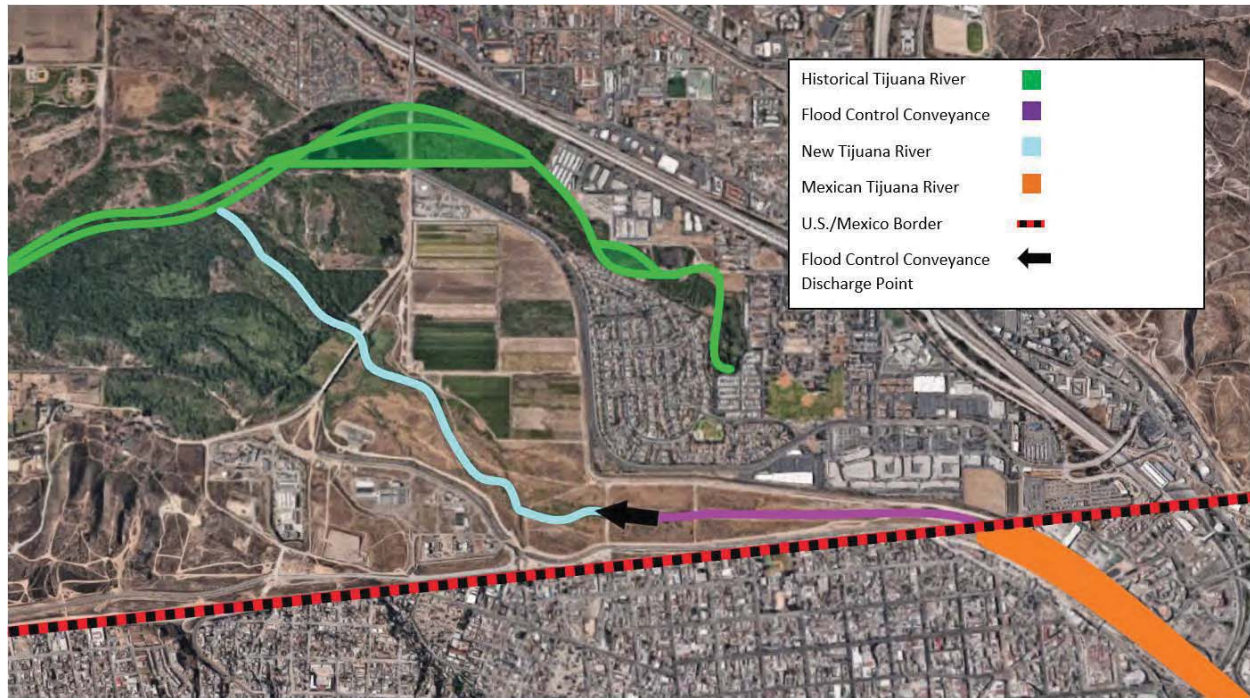 Historical Tijuana River
Flood Control Conveyance
New Tijuana River
Mexican Tijuana River
U.S./Mexico Border
Flood Control Conveyance
Discharge Point